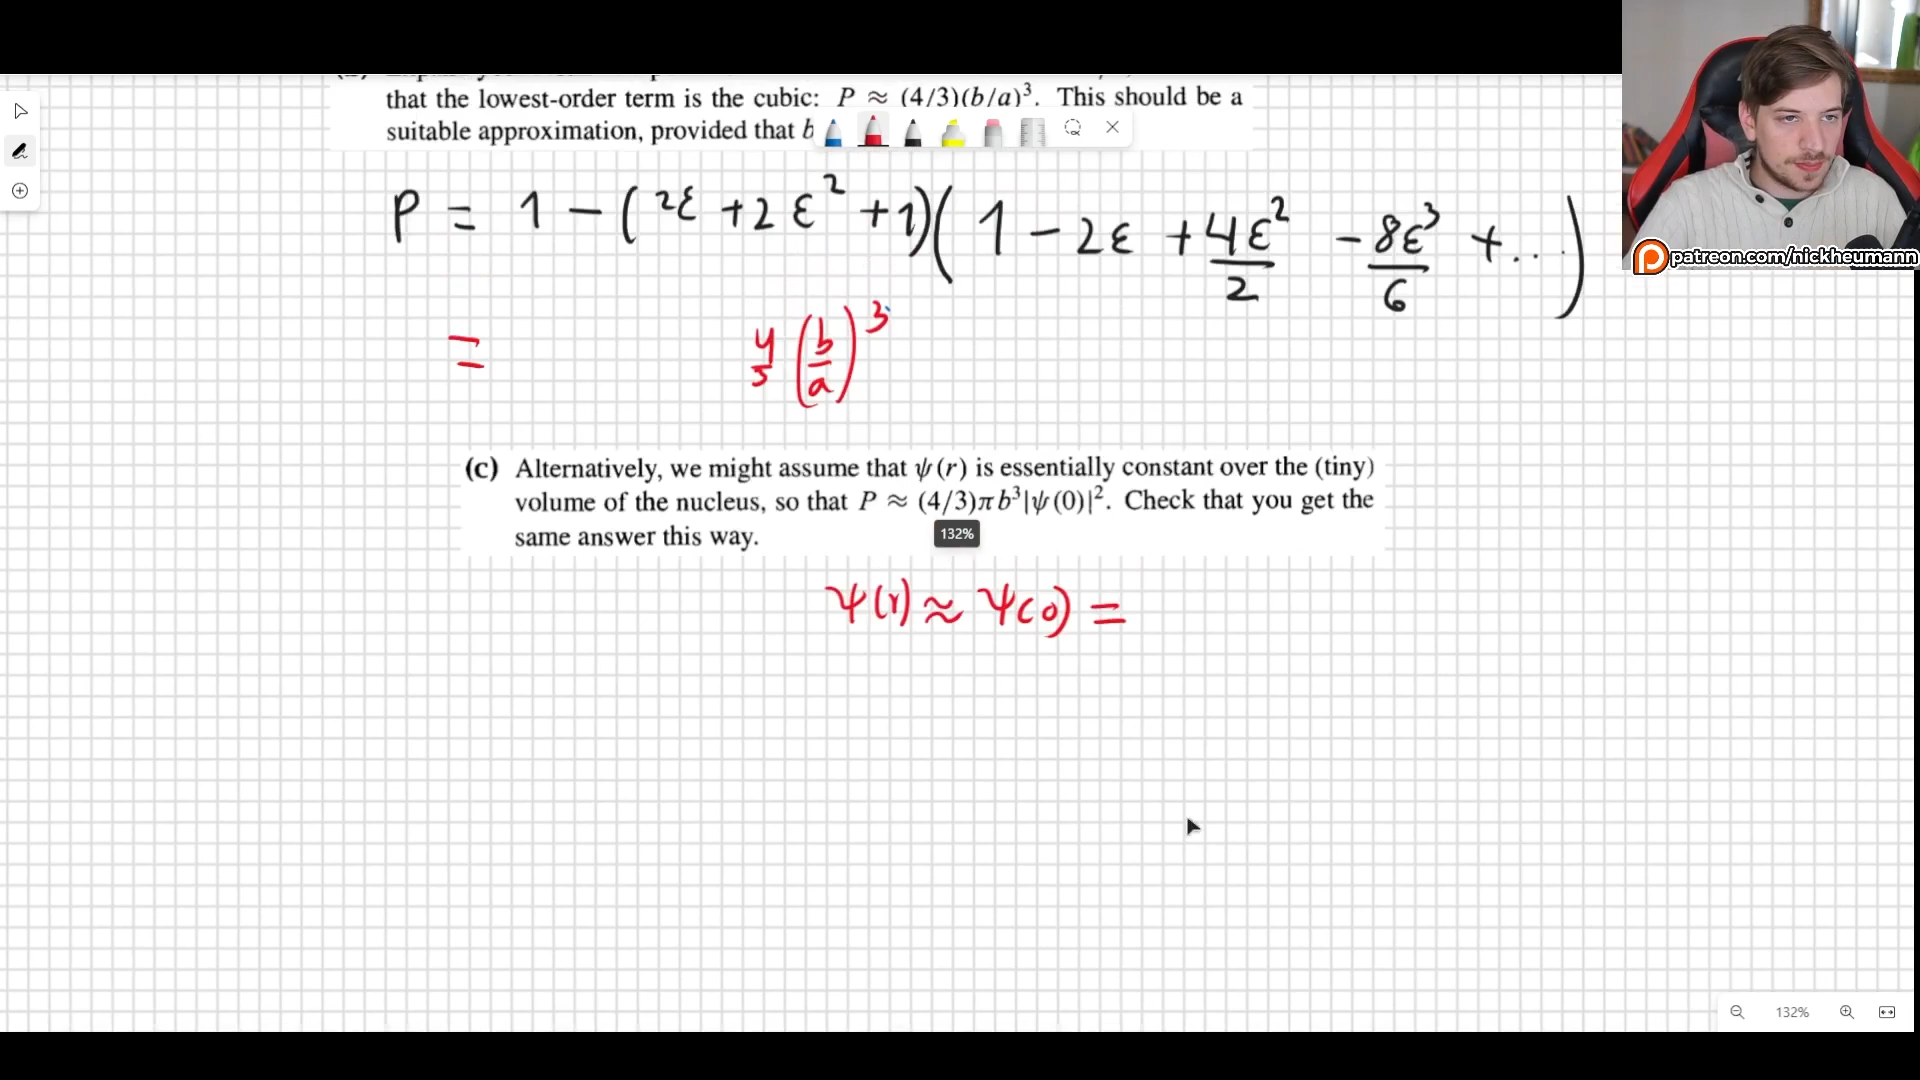 that the lowest-order term is the cubic: P ≈ (4/3)(b/a)³. This should be a
suitable approximation, provided that b
P = 1 - (2ε + 2ε² + 1)(1 - 2ε + 4ε²/2 - 8ε³/6 + ...)
= 4/3 (b/a)³
(c) Alternatively, we might assume that ψ(r) is essentially constant over the (tiny)
volume of the nucleus, so that P ≈ (4/3)πb³|ψ(0)|². Check that you get the
same answer this way.
132%
ψ(r) ≈ ψ(0) =
patreon.com/nickheumann
132%